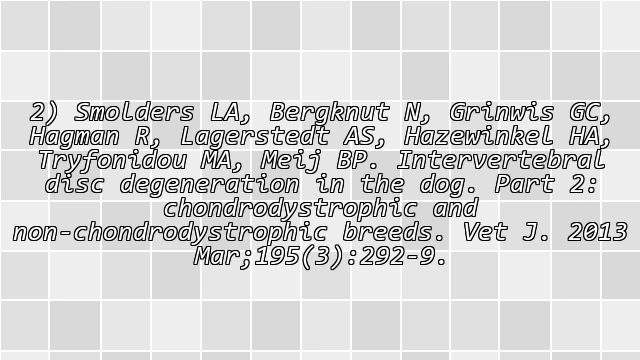 2) Smolders LA, Bergknut N, Grinwis GC,
Hagman R, Lagerstedt AS, Hazewinkel HA,
Tryfonidou MA, Meij BP. Intervertebral
disc degeneration in the dog. Part 2:
chondrodystrophic and
non-chondrodystrophic breeds. Vet J. 2013
Mar;195(3):292-9.